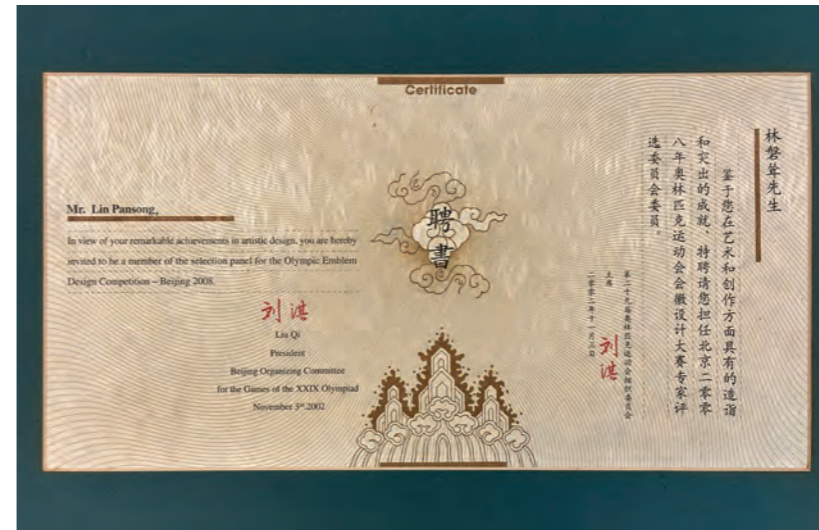 Certificate
Mr. Lin Pansong,
In view of your remarkable achievements in artistic design, you are hereby
invited to be a member of the selection panel for the Olympic Emblem
Design Competition – Beijing 2008.
刘淇
Liu Qi
President
Beijing Organizing Committee
for the Games of the XXIX Olympiad
November 3rd,2002
聘
書
林磐耸先生
鉴于您在艺术和创作方面具有的造诣
和突出的成就、特聘请您担任北京二零零
八年奥林匹克运动会会徽设计大赛专家评
选委员会委员。
第二十九届奥林匹克运动会组织委员会
主席
刘淇
二零零二年十一月三日